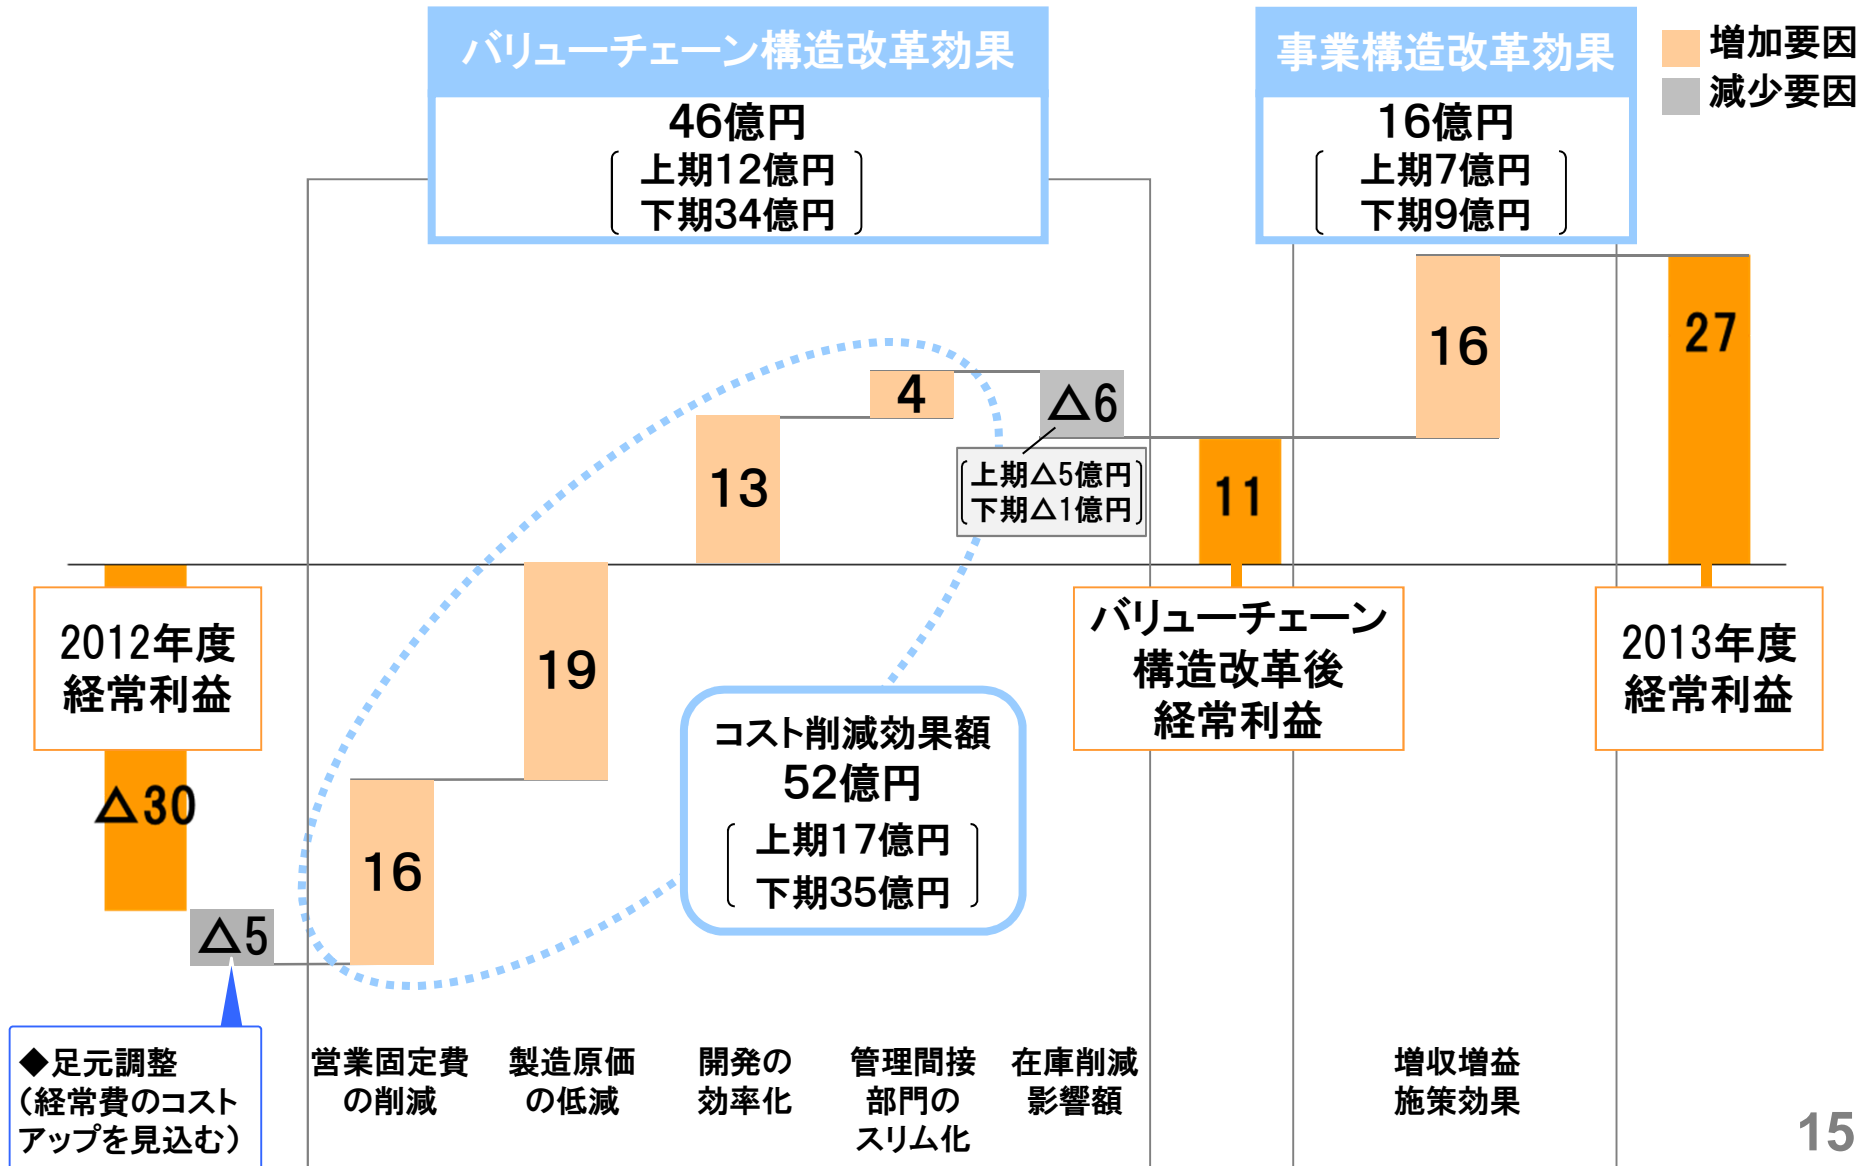 バリューチェーン構造改革効果
46億円
上期12億円
下期34億円
事業構造改革効果
16億円
上期7億円
下期9億円
増加要因
減少要因
16
27
4
△6
上期△5億円
下期△1億円
13
11
19
2012年度
経常利益
バリューチェーン
構造改革後
経常利益
2013年度
経常利益
コスト削減効果額
52億円
上期17億円
下期35億円
△30
16
△5
◆足元調整
(経常費のコスト
アップを見込む)
営業固定費
の削減
製造原価
の低減
開発の
効率化
管理間接
部門の
スリム化
在庫削減
影響額
増収増益
施策効果
15